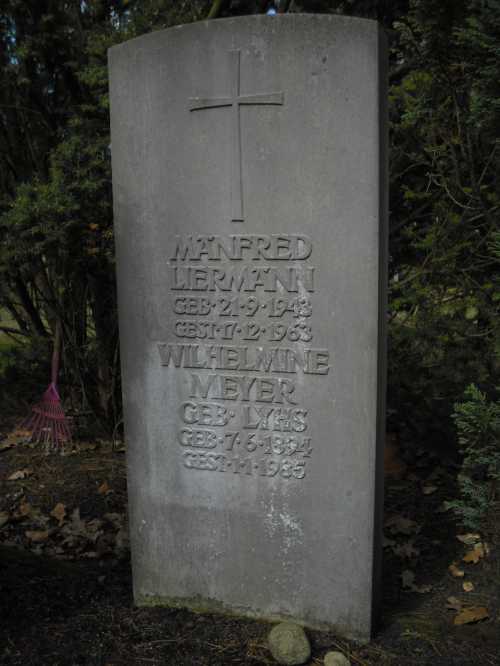 MANFRED
LIERMANN
GEB·21·9·1943
GEST·17·12·1963
WILHELMINE
MEYER
GEB· LYHS
GEB·7·6·1894
GEST·1·1·1985